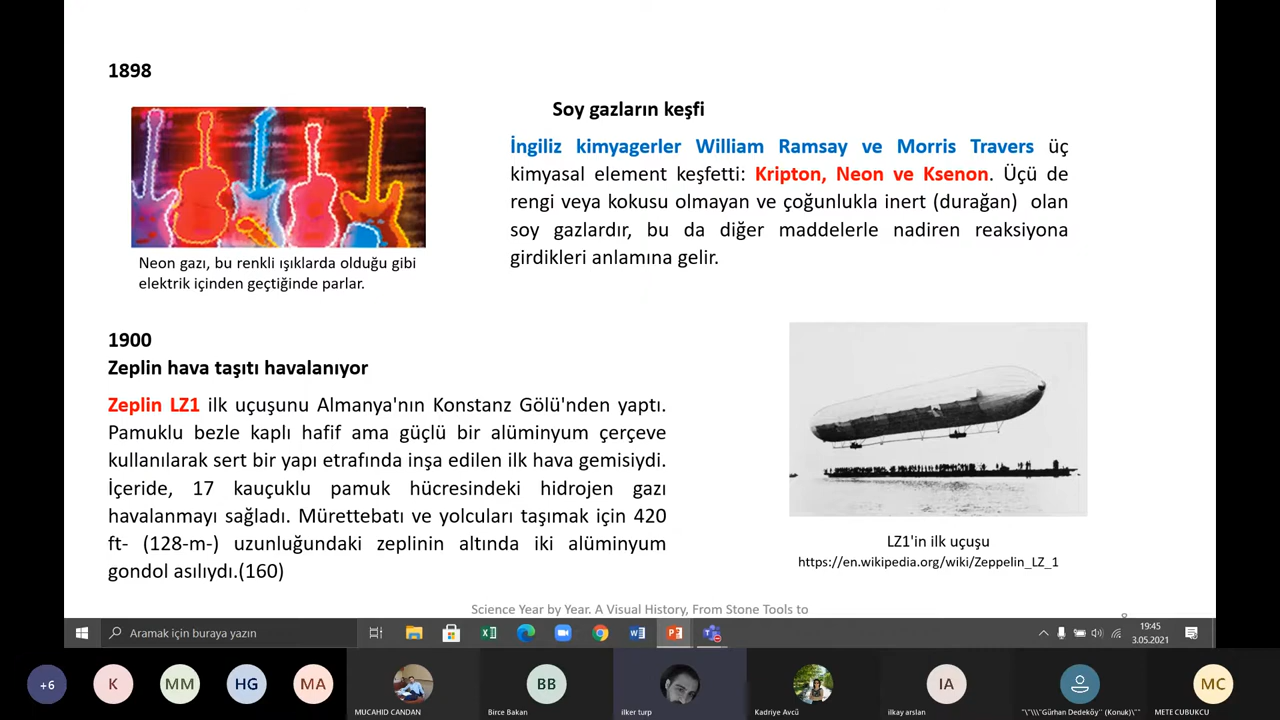 1898
Soy gazların keşfi
İngiliz kimyagerler William Ramsay ve Morris Travers üç
kimyasal element keşfetti: Kripton, Neon ve Ksenon. Üçü de
rengi veya kokusu olmayan ve çoğunlukla inert (durağan) olan
soy gazlardır, bu da diğer maddelerle nadiren reaksiyona
girdikleri anlamına gelir.
Neon gazı, bu renkli ışıklarda olduğu gibi
elektrik içinden geçtiğinde parlar.
1900
Zeplin hava taşıtı havalanıyor
Zeplin LZ1 ilk uçuşunu Almanya'nın Konstanz Gölü'nden yaptı.
Pamuklu bezle kaplı hafif ama güçlü bir alüminyum çerçeve
kullanılarak sert bir yapı etrafında inşa edilen ilk hava gemisiydi.
İçeride, 17 kauçuklu pamuk hücresindeki hidrojen gazı
havalanmayı sağladı. Mürettebatı ve yolcuları taşımak için 420
ft- (128-m-) uzunluğundaki zeplinin altında iki alüminyum
gondol asılıydı.(160)
LZ1'in ilk uçuşu
https://en.wikipedia.org/wiki/Zeppelin_LZ_1
Science Year by Year. A Visual History, From Stone Tools to
Aramak için buraya yazın
19:45
3.05.2021
+6
K
MM
HG
MA
BB
IA
MC
MUCAHID CANDAN
Birce Bakan
ilker turp
Kadriye Avcü
ilkay arslan
"\"\\\"Gürhan Dedeköy" (Konuk)\""
METE CUBUKCU